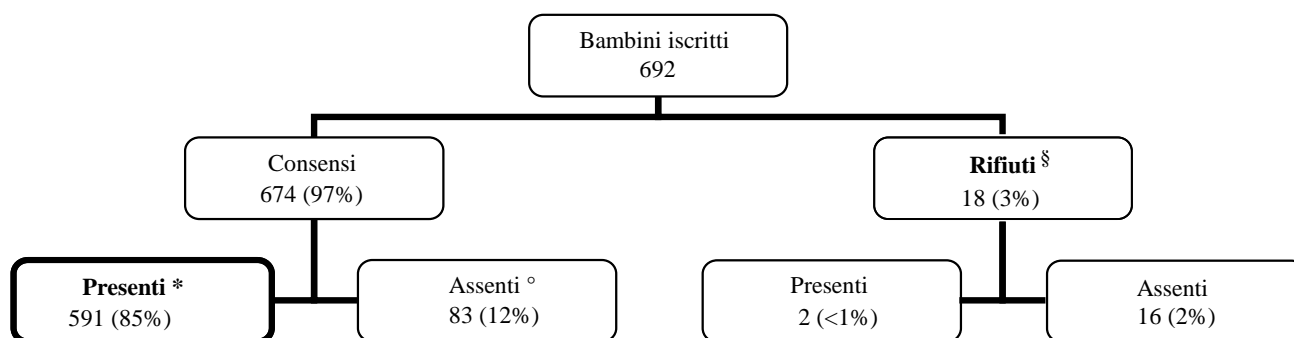 Bambini iscritti
692
Consensi
674 (97%)
Rifiuti §
18 (3%)
Presenti *
591 (85%)
Assenti °
83 (12%)
Presenti
2 (<1%)
Assenti
16 (2%)